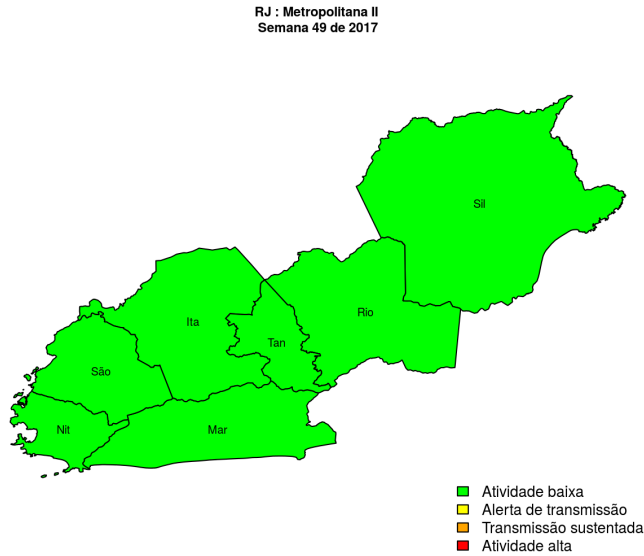 RJ : Metropolitana II
Semana 49 de 2017
Sil
Ita
Rio
Tan
São
Nit
Mar
Atividade baixa
Alerta de transmissão
Transmissão sustentada
Atividade alta